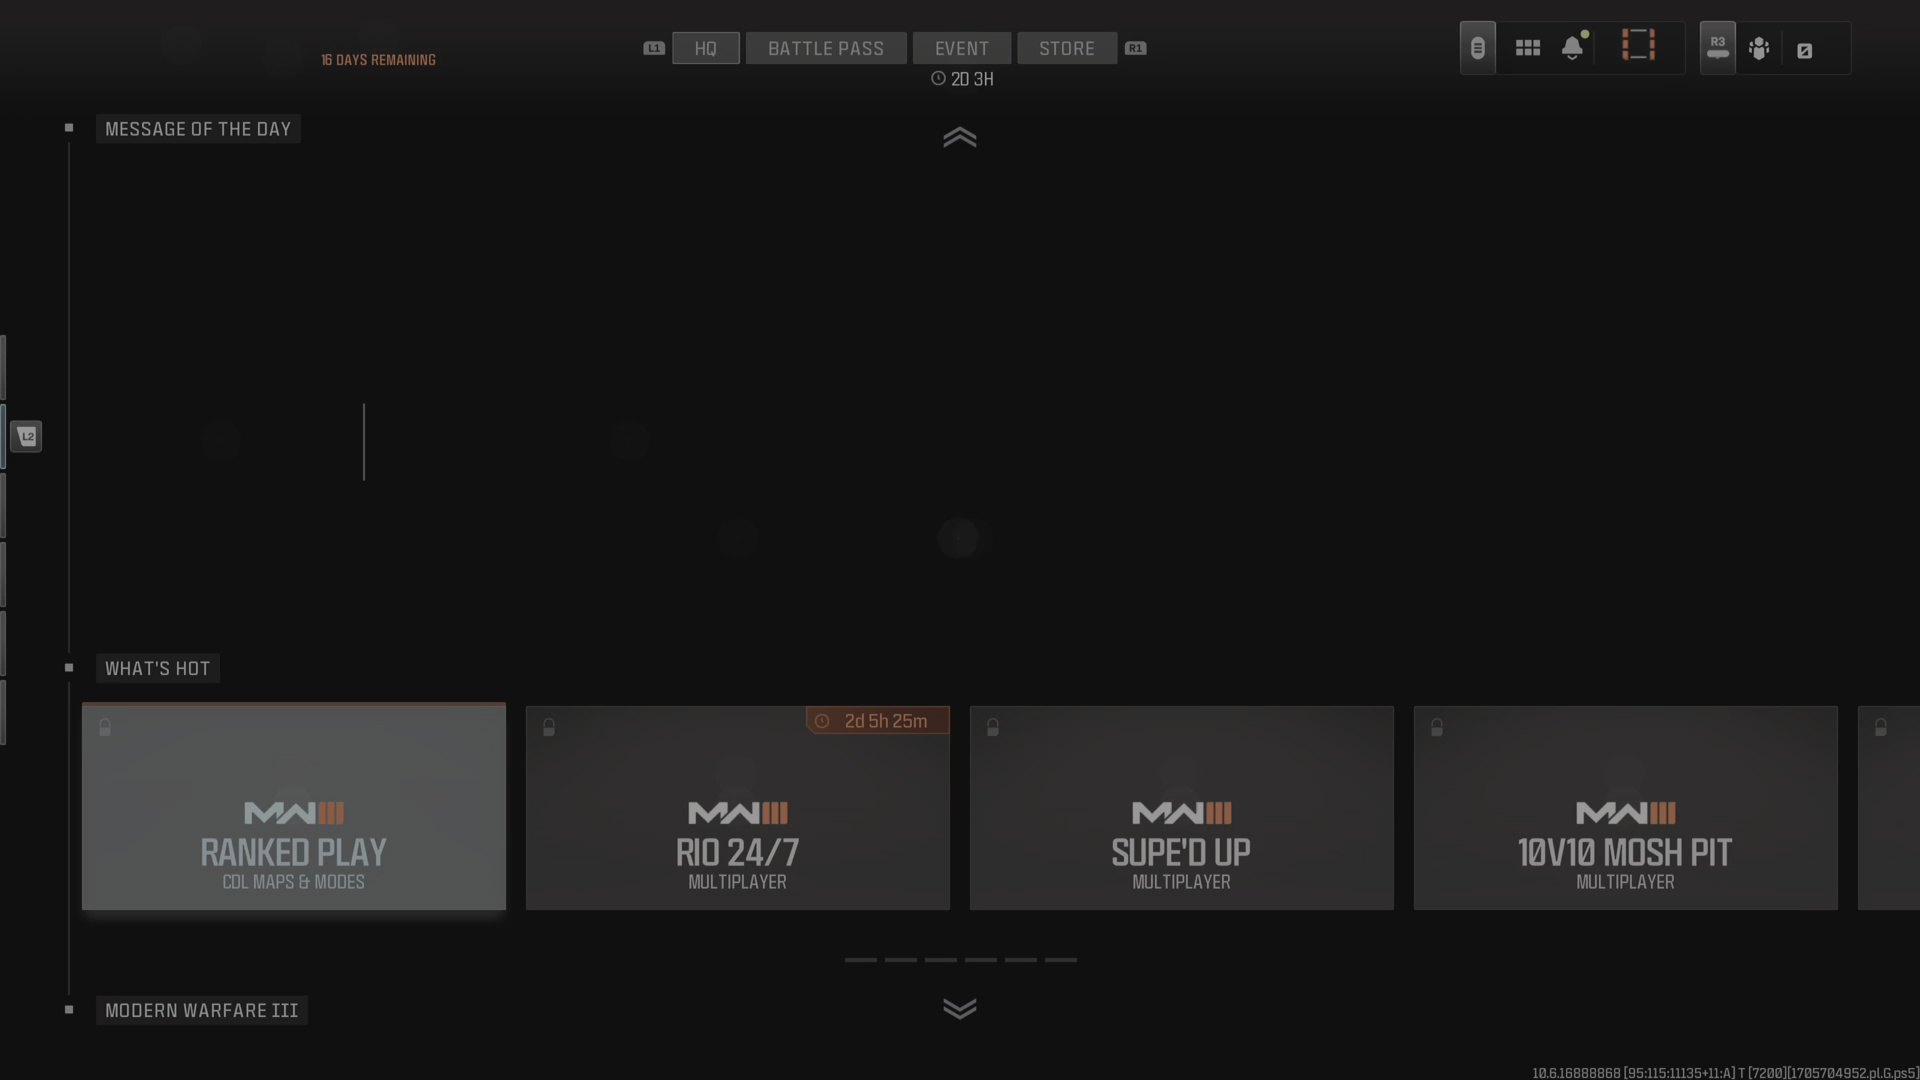 16 DAYS REMAINING
L1 HQ BATTLE PASS EVENT STORE R1
2D 3H
R3
0
MESSAGE OF THE DAY
L2
WHAT'S HOT
MWIII
RANKED PLAY
CDL MAPS & MODES
2d 5h 25m
MWIII
RIO 24/7
MULTIPLAYER
MWIII
SUPE'D UP
MULTIPLAYER
MWIII
10V10 MOSH PIT
MULTIPLAYER
MODERN WARFARE III
10.6.16888868 [95:115:11135+11:A] T [7200][1705704952.pl.G.ps5]